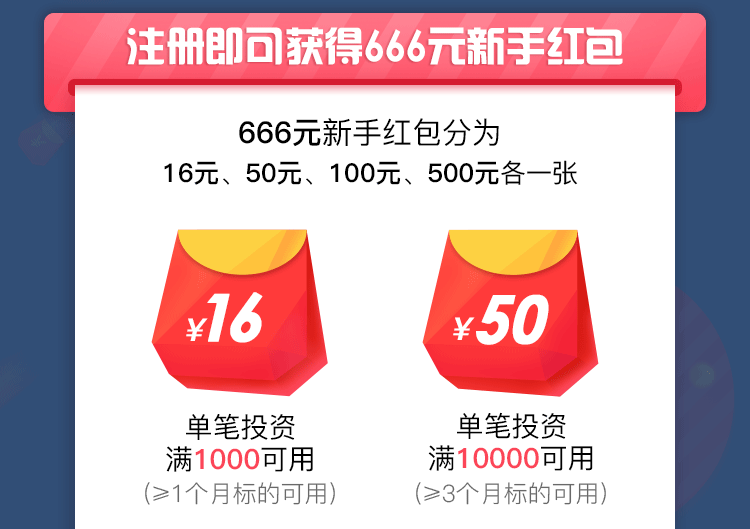 注册即可获得666元新手红包
666元新手红包分为
16元、50元、100元、500元各一张
¥16
¥50
单笔投资
满1000可用
(≥1个月标的可用)
单笔投资
满10000可用
(≥3个月标的可用)